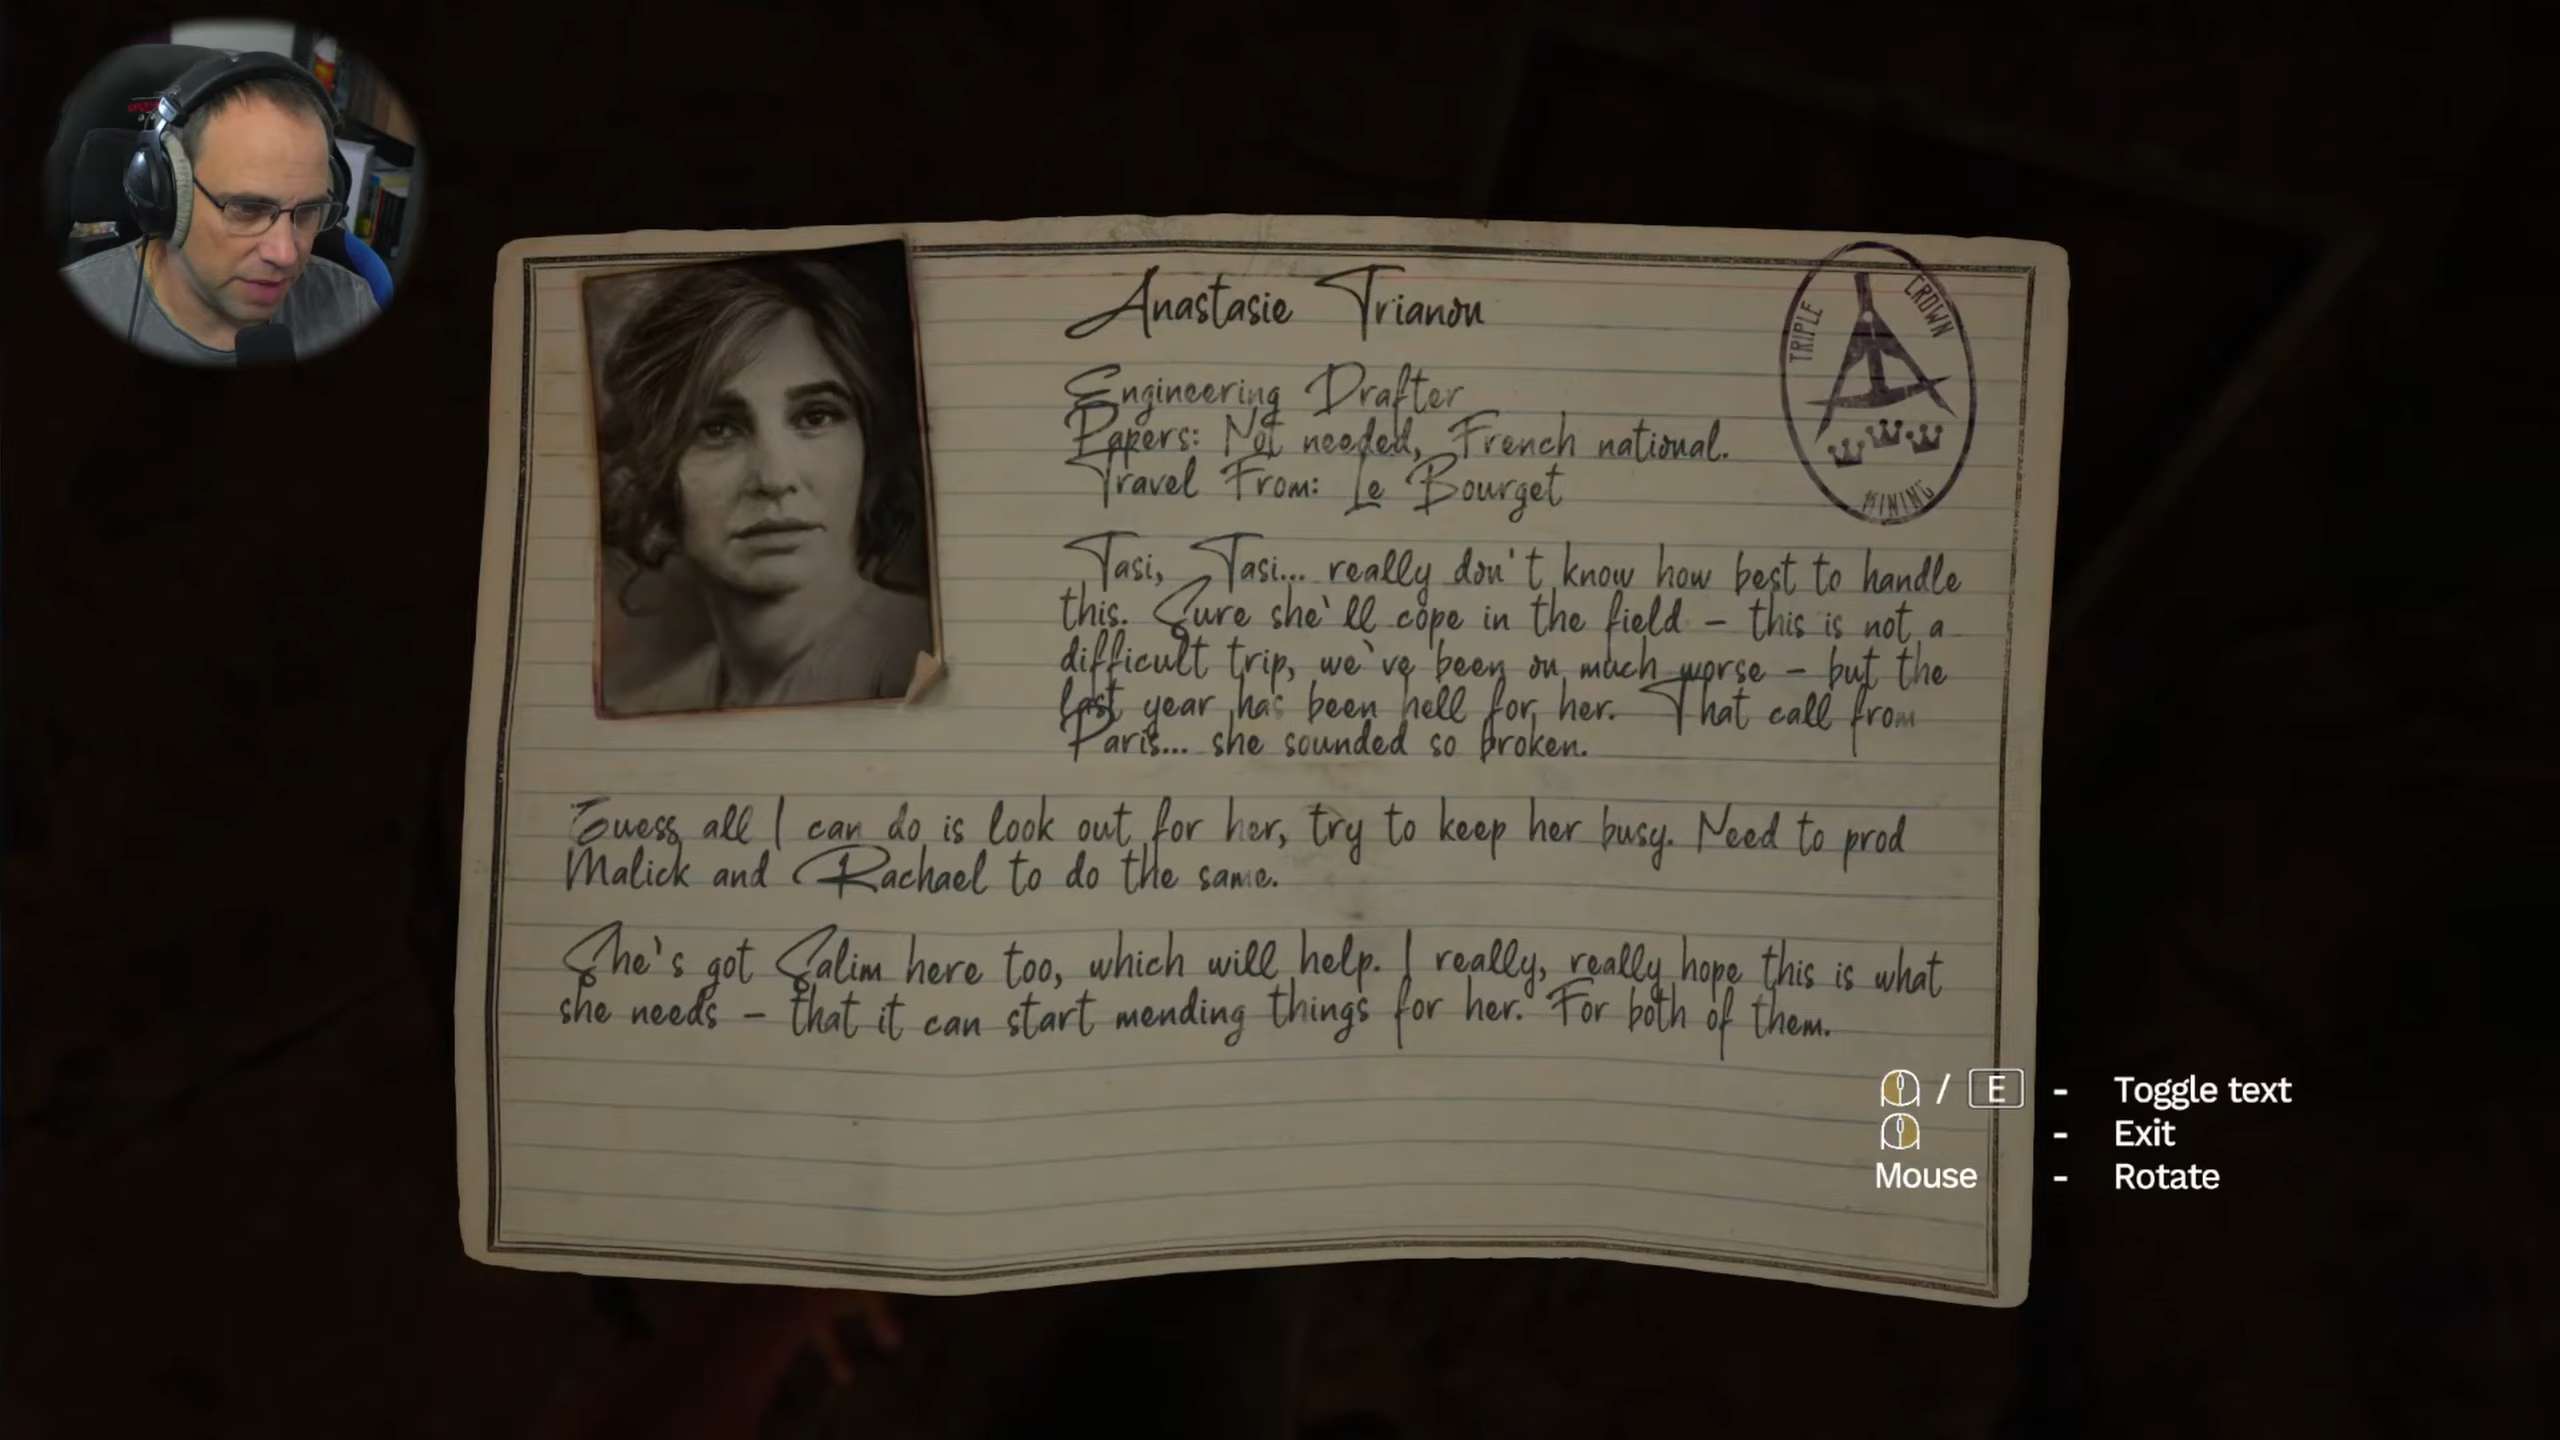 Anastasie Trianon
TRIPLE CROWN MINING
Engineering Drafter
Papers: Not needed, French national.
Travel From: Le Bourget
Tasi, Tasi... really don't know how best to handle
this. Sure she'll cope in the field – this is not a
difficult trip, we've been on much worse – but the
last year has been hell for her. That call from
Paris... she sounded so broken.
Guess all I can do is look out for her, try to keep her busy. Need to prod
Malick and Rachael to do the same.
She's got Salim here too, which will help. I really, really hope this is what
she needs – that it can start mending things for her. For both of them.
/ E - Toggle text
- Exit
Mouse - Rotate